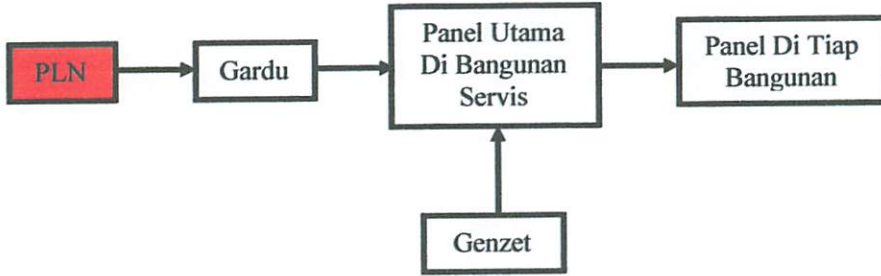 PLN
Gardu
Panel Utama
Di Bangunan
Servis
Panel Di Tiap
Bangunan
Genzet